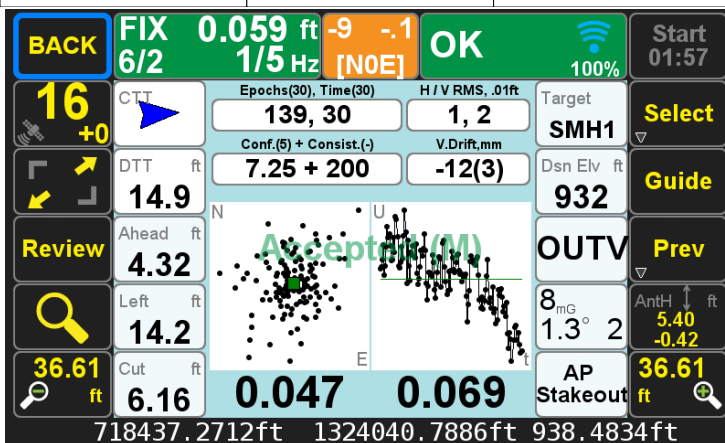 BACK
FIX 0.059 ft
6/2 1/5 Hz
-9 -.1
[N0E]
OK
100%
Start
01:57
16
+0
CTT
Epochs(30), Time(30)
139, 30
H / V RMS, .01ft
1, 2
Target
SMH1
Select
Conf.(5) + Consist.(-)
7.25 + 200
V.Drift,mm
-12(3)
DTT ft
14.9
Dsn Elv ft
932
Guide
Review
Ahead ft
4.32
N
U
Accepted (M)
OUTV
Prev
Left ft
14.2
8mG
1.3° 2
AntH ft
5.40
-0.42
E
t
36.61
ft
Cut ft
6.16
0.047
0.069
AP
Stakeout
36.61
ft
718437.2712ft 1324040.7886ft 938.4834ft